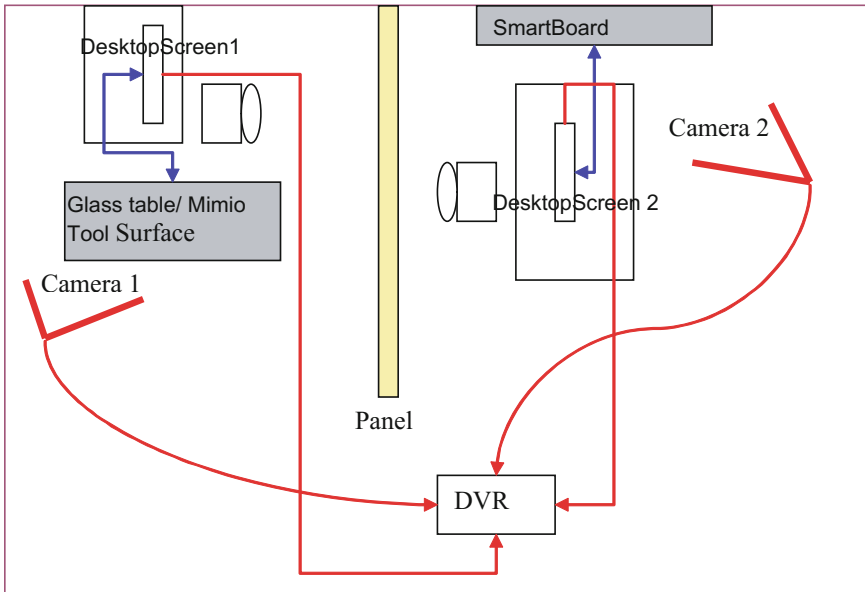 DesktopScreen1
SmartBoard
Camera 2
Glass table/ Mimio
Tool Surface
DesktopScreen 2
Camera 1
Panel
DVR